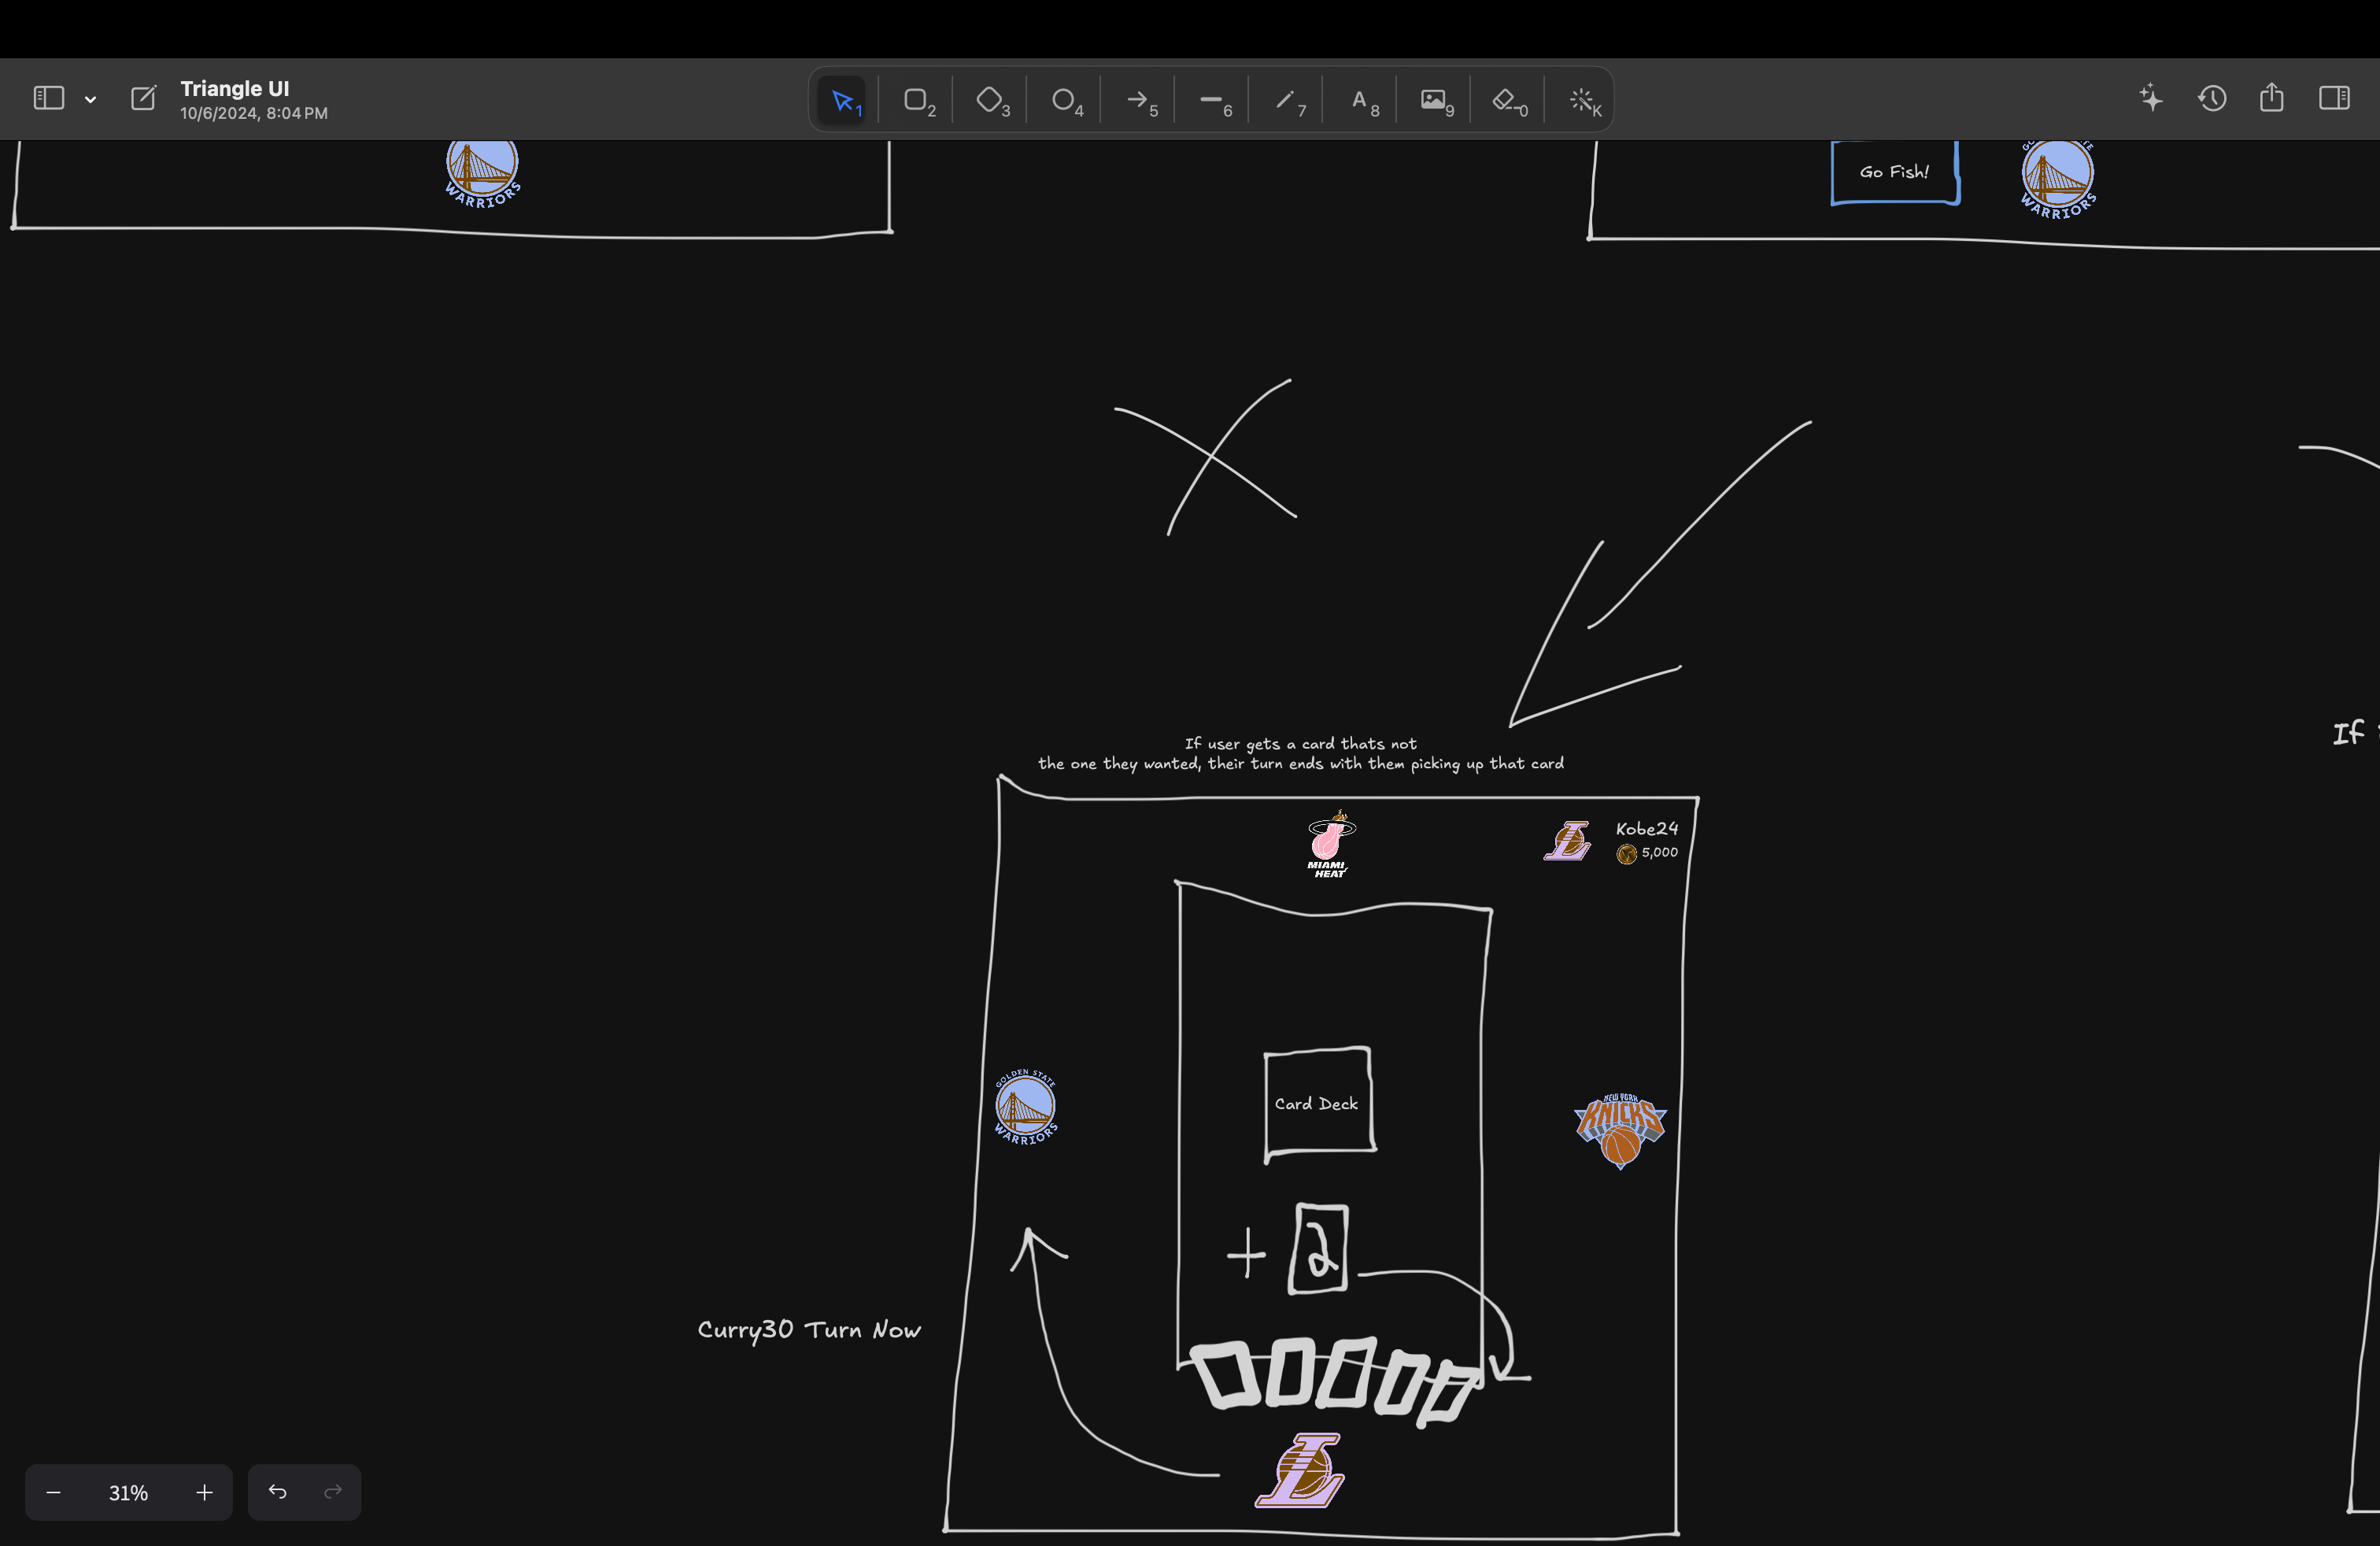 Triangle UI
10/6/2024, 8:04 PM
1
2
3
4
5
6
7
A 8
9
0
K
WARRIORS
Go Fish!
WARRIORS
If user gets a card thats not
the one they wanted, their turn ends with them picking up that card
If
MIAMI
HEAT
L
Kobe24
5,000
GOLDEN STATE
WARRIORS
NEW YORK
KNICKS
Card Deck
+ 2
Curry30 Turn Now
L
31%